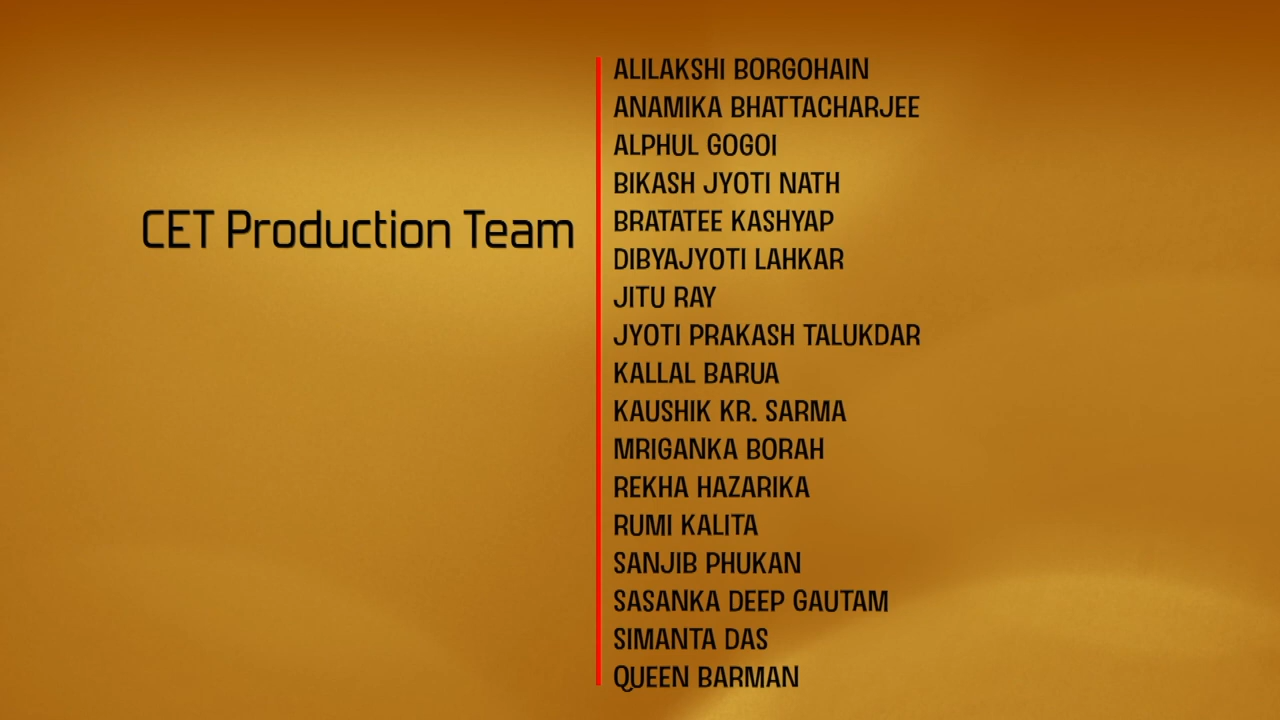 CET Production Team
ALILAKSHI BORGOHAIN
ANAMIKA BHATTACHARJEE
ALPHUL GOGOI
BIKASH JYOTI NATH
BRATATEE KASHYAP
DIBYAJYOTI LAHKAR
JITU RAY
JYOTI PRAKASH TALUKDAR
KALLAL BARUA
KAUSHIK KR. SARMA
MRIGANKA BORAH
REKHA HAZARIKA
RUMI KALITA
SANJIB PHUKAN
SASANKA DEEP GAUTAM
SIMANTA DAS
QUEEN BARMAN